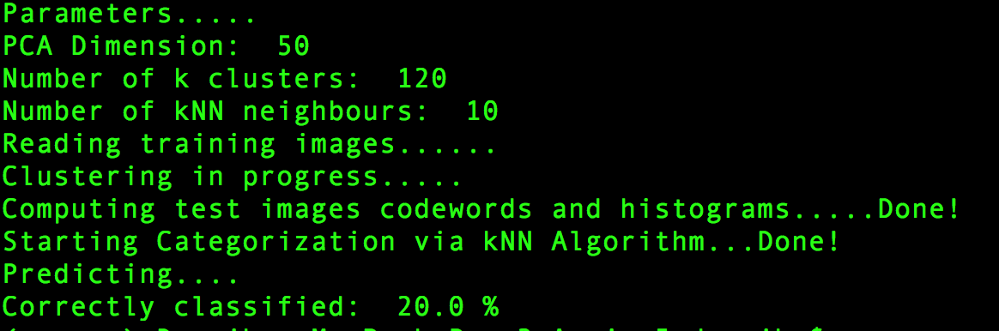 Parameters.....
PCA Dimension:  50
Number of k clusters:  120
Number of kNN neighbours:  10
Reading training images......
Clustering in progress.....
Computing test images codewords and histograms.....Done!
Starting Categorization via kNN Algorithm...Done!
Predicting....
Correctly classified:  20.0 %